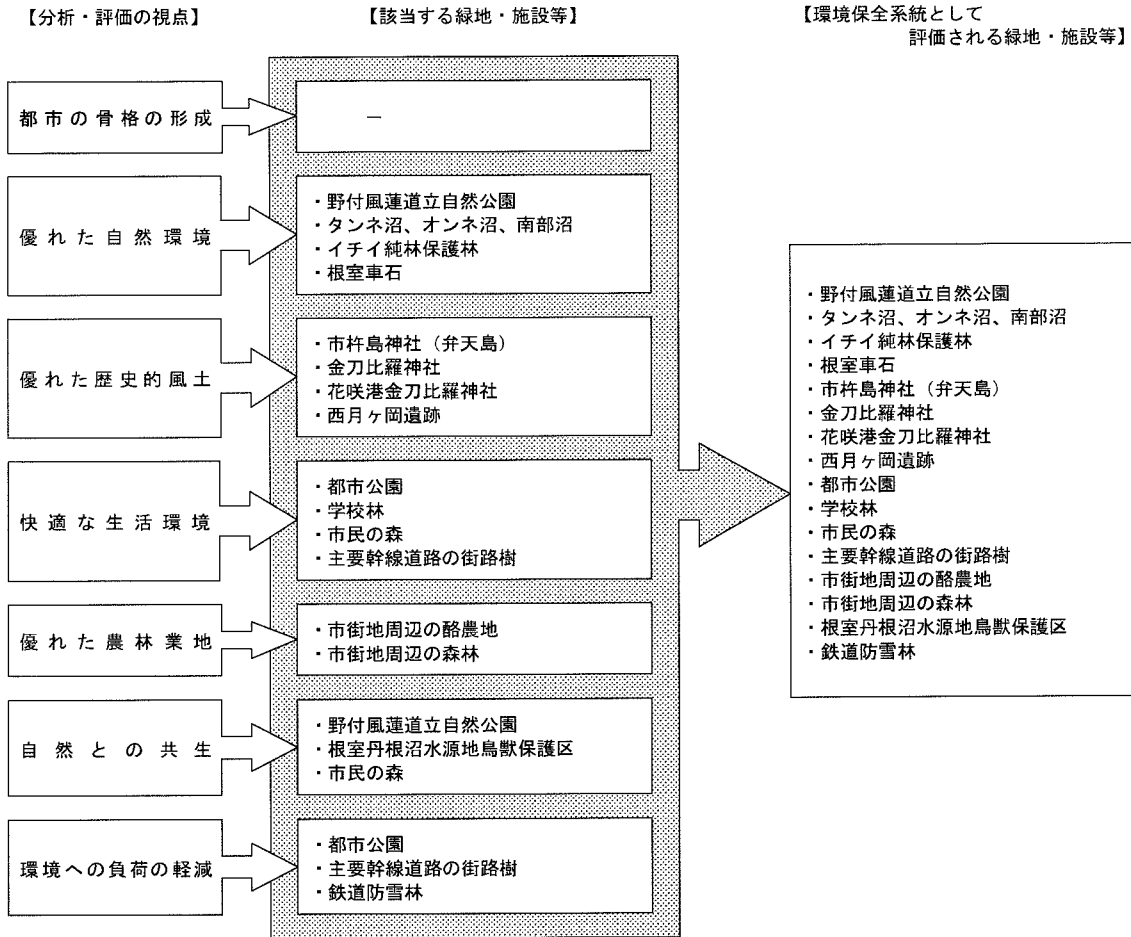 【分析・評価の視点】
【該当する緑地・施設等】
【環境保全系統として
評価される緑地・施設等】
都市の骨格の形成
－
優れた自然環境
・野付風蓮道立自然公園
・タンネ沼、オンネ沼、南部沼
・イチイ純林保護林
・根室車石
優れた歴史的風土
・市杵島神社（弁天島）
・金刀比羅神社
・花咲港金刀比羅神社
・西月ヶ岡遺跡
快適な生活環境
・都市公園
・学校林
・市民の森
・主要幹線道路の街路樹
優れた農林業地
・市街地周辺の酪農地
・市街地周辺の森林
自然との共生
・野付風蓮道立自然公園
・根室丹根沼水源地鳥獣保護区
・市民の森
環境への負荷の軽減
・都市公園
・主要幹線道路の街路樹
・鉄道防雪林
・野付風蓮道立自然公園
・タンネ沼、オンネ沼、南部沼
・イチイ純林保護林
・根室車石
・市杵島神社（弁天島）
・金刀比羅神社
・花咲港金刀比羅神社
・西月ヶ岡遺跡
・都市公園
・学校林
・市民の森
・主要幹線道路の街路樹
・市街地周辺の酪農地
・市街地周辺の森林
・根室丹根沼水源地鳥獣保護区
・鉄道防雪林